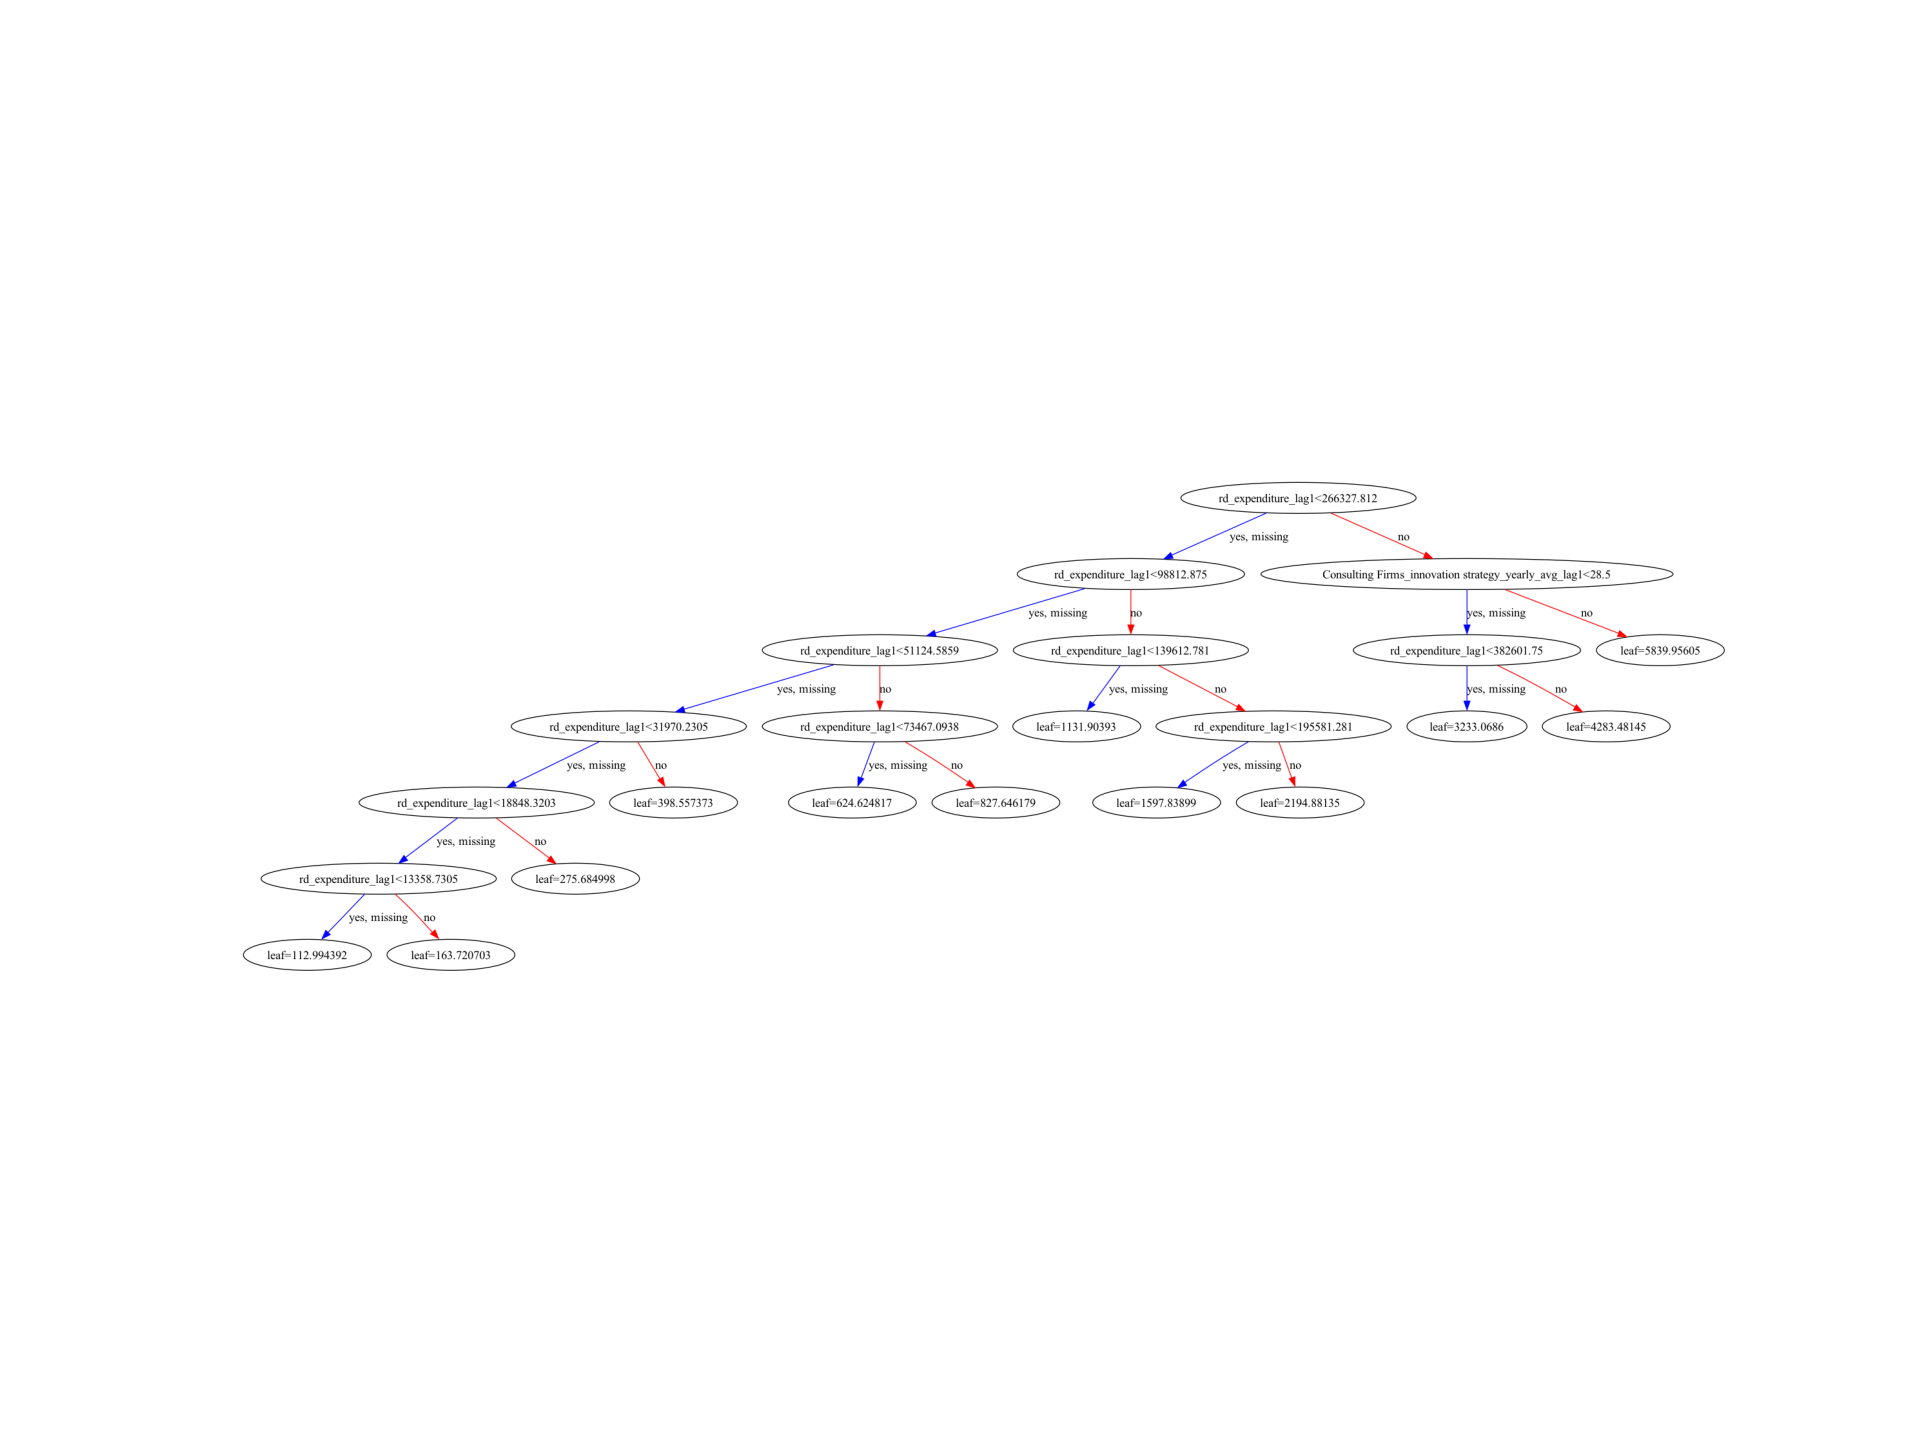 rd_expenditure_lag1<266327.812
yes, missing
no
rd_expenditure_lag1<98812.875
Consulting Firms_innovation strategy_yearly_avg_lag1<28.5
yes, missing
no
yes, missing
no
rd_expenditure_lag1<51124.5859
rd_expenditure_lag1<139612.781
rd_expenditure_lag1<382601.75
leaf=5839.95605
yes, missing
no
yes, missing
no
yes, missing
no
rd_expenditure_lag1<31970.2305
rd_expenditure_lag1<73467.0938
leaf=1131.90393
rd_expenditure_lag1<195581.281
leaf=3233.0686
leaf=4283.48145
yes, missing
no
yes, missing
no
yes, missing
no
rd_expenditure_lag1<18848.3203
leaf=398.557373
leaf=624.624817
leaf=827.646179
leaf=1597.83899
leaf=2194.88135
yes, missing
no
rd_expenditure_lag1<13358.7305
leaf=275.684998
yes, missing
no
leaf=112.994392
leaf=163.720703